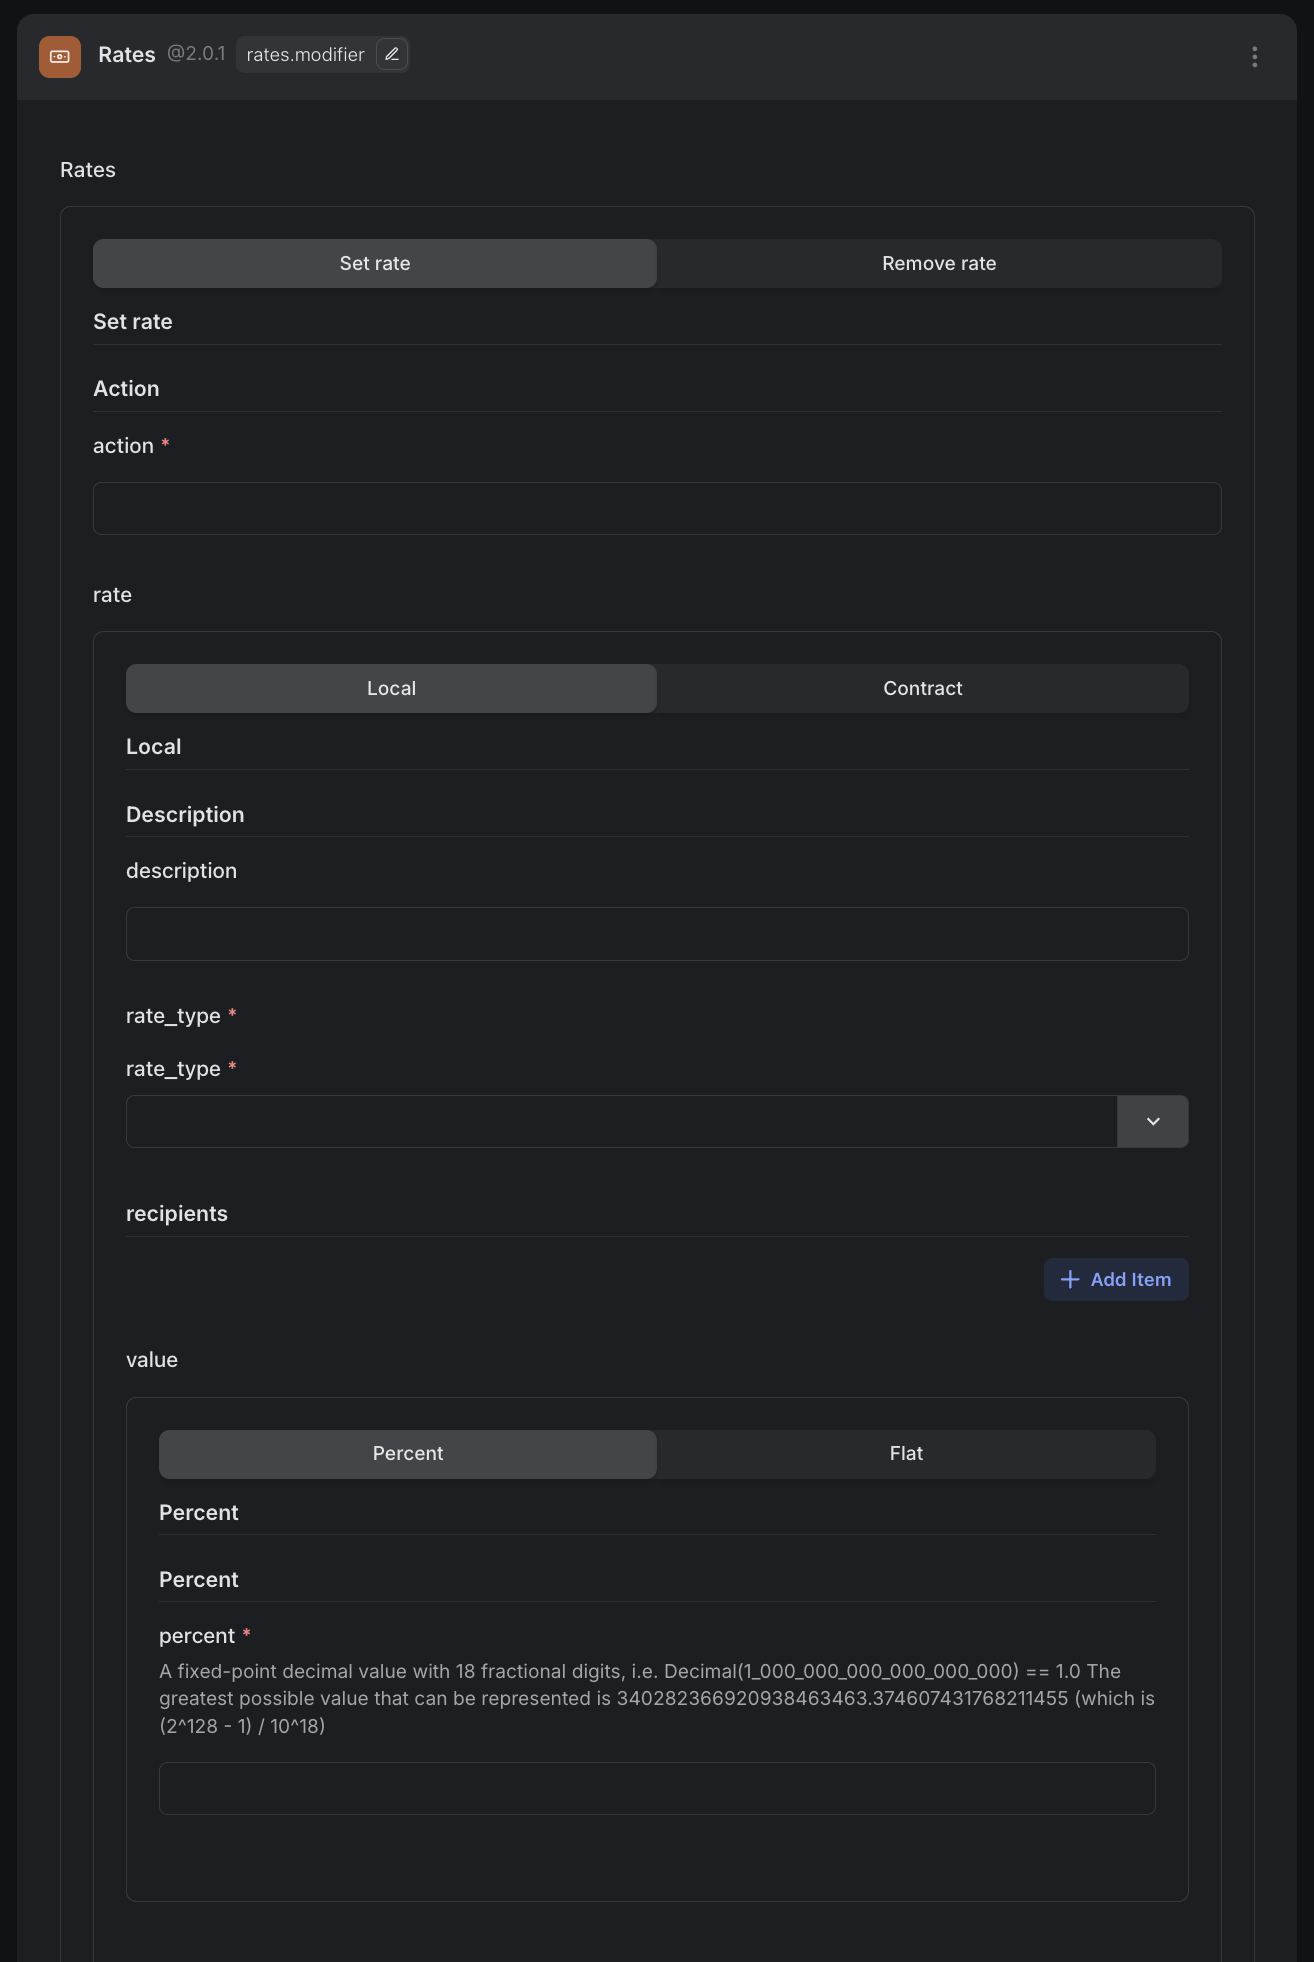 Rates @2.0.1 rates.modifier
Rates
Set rate Remove rate
Set rate
Action
action *
rate
Local Contract
Local
Description
description
rate_type *
rate_type *
recipients
Add Item
value
Percent Flat
Percent
Percent
percent *
A fixed-point decimal value with 18 fractional digits, i.e. Decimal(1_000_000_000_000_000_000) == 1.0 The
greatest possible value that can be represented is 340282366920938463463.374607431768211455 (which is
(2^128 - 1) / 10^18)